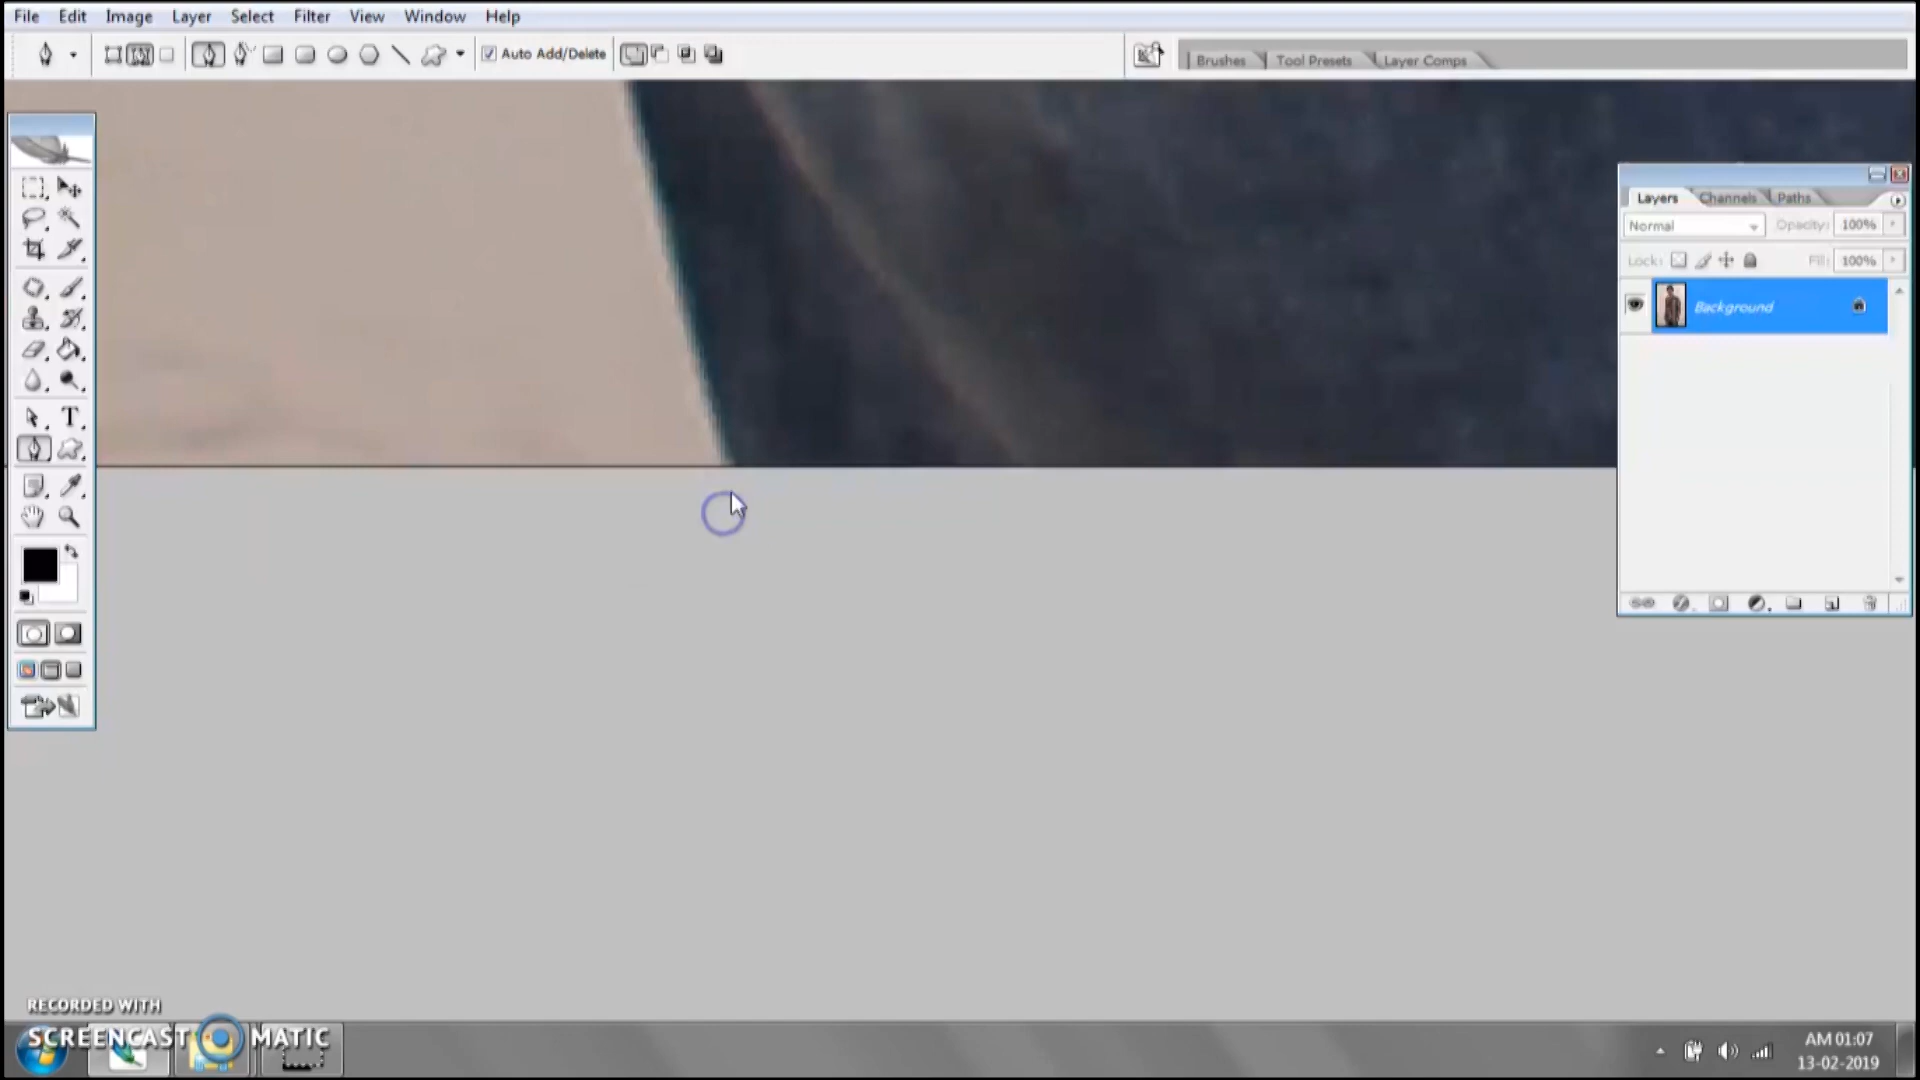 File Edit Image Layer Select Filter View Window Help
Auto Add/Delete
Brushes Tool Presets Layer Comps
Layers Channels Paths
Normal Opacity: 100%
Lock: Fill: 100%
Background
T
RECORDED WITH
SCREENCAST MATIC
AM 01:07
13-02-2019